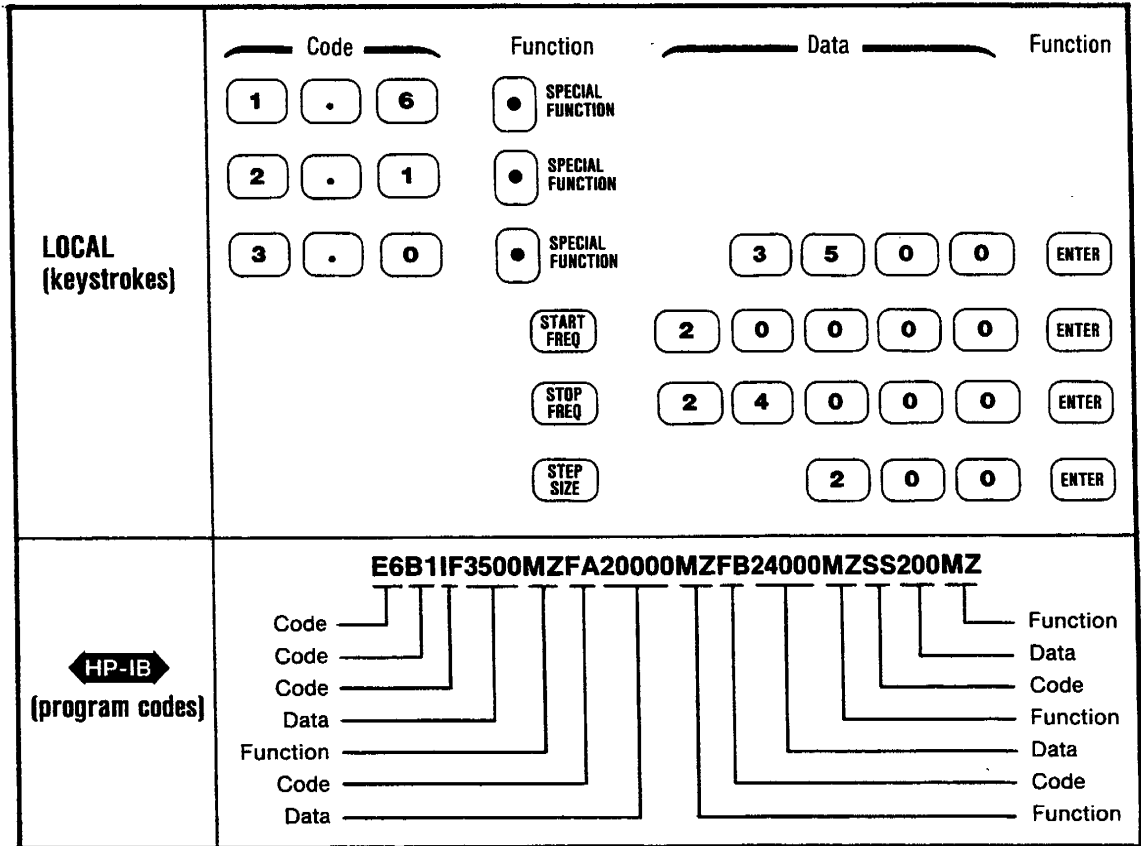 Code Function Data Function
1 . 6 SPECIAL FUNCTION
2 . 1 SPECIAL FUNCTION
LOCAL (keystrokes)
3 . 0 SPECIAL FUNCTION 3 5 0 0 ENTER
START FREQ 2 0 0 0 0 ENTER
STOP FREQ 2 4 0 0 0 ENTER
STEP SIZE 2 0 0 ENTER
HP-IB (program codes)
E6B1IF3500MZFA20000MZFB24000MZSS200MZ
Code Function
Code Data
Code Code
Data Function
Function Data
Code Code
Data Function